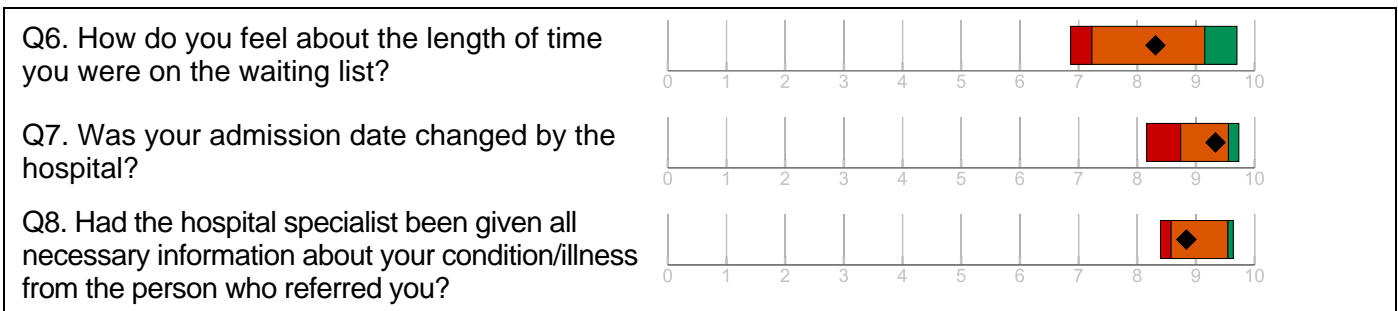 Q6. How do you feel about the length of time
you were on the waiting list?
0 1 2 3 4 5 6 7 8 9 10
Q7. Was your admission date changed by the
hospital?
0 1 2 3 4 5 6 7 8 9 10
Q8. Had the hospital specialist been given all
necessary information about your condition/illness
from the person who referred you?
0 1 2 3 4 5 6 7 8 9 10